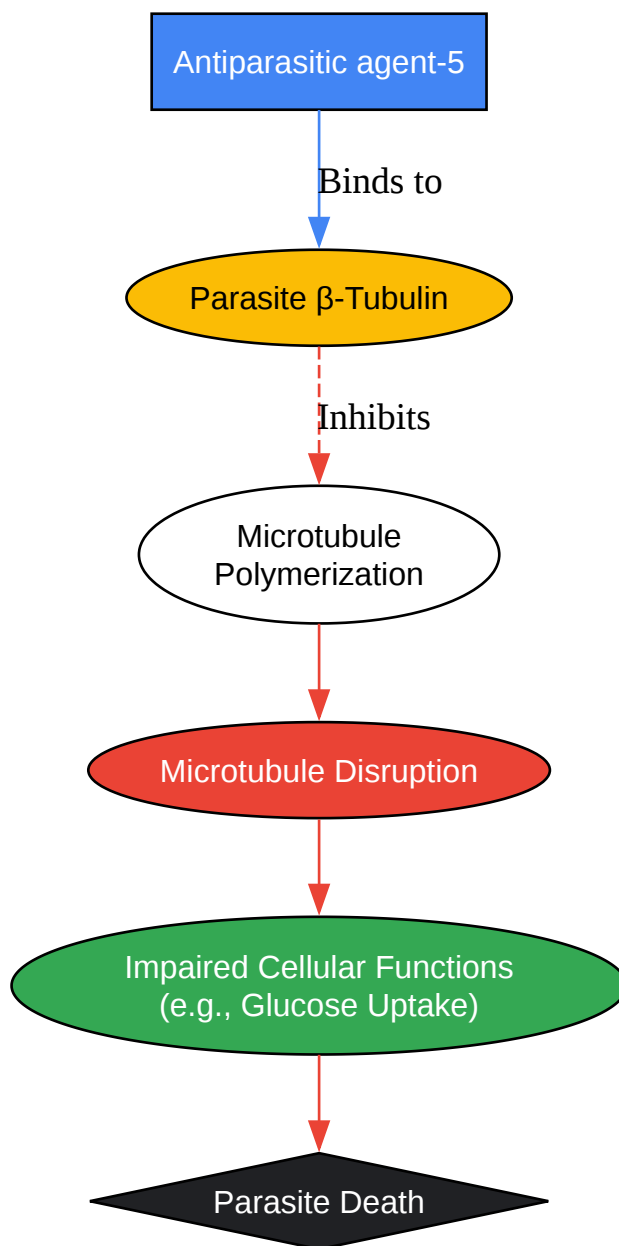 Antiparasitic agent-5
Binds to
Parasite β-Tubulin
Inhibits
Microtubule
Polymerization
Microtubule Disruption
Impaired Cellular Functions
(e.g., Glucose Uptake)
Parasite Death